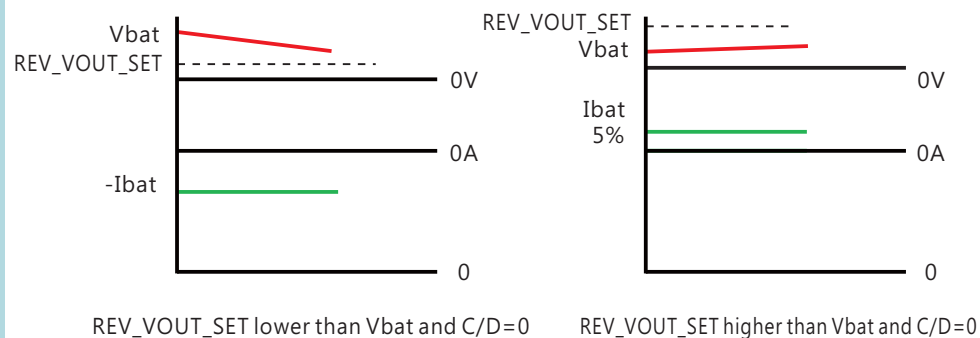 Vbat
REV_VOUT_SET
0V
0A
-Ibat
0
REV_VOUT_SET lower than Vbat and C/D=0
REV_VOUT_SET
Vbat
0V
Ibat
5%
0A
0
REV_VOUT_SET higher than Vbat and C/D=0